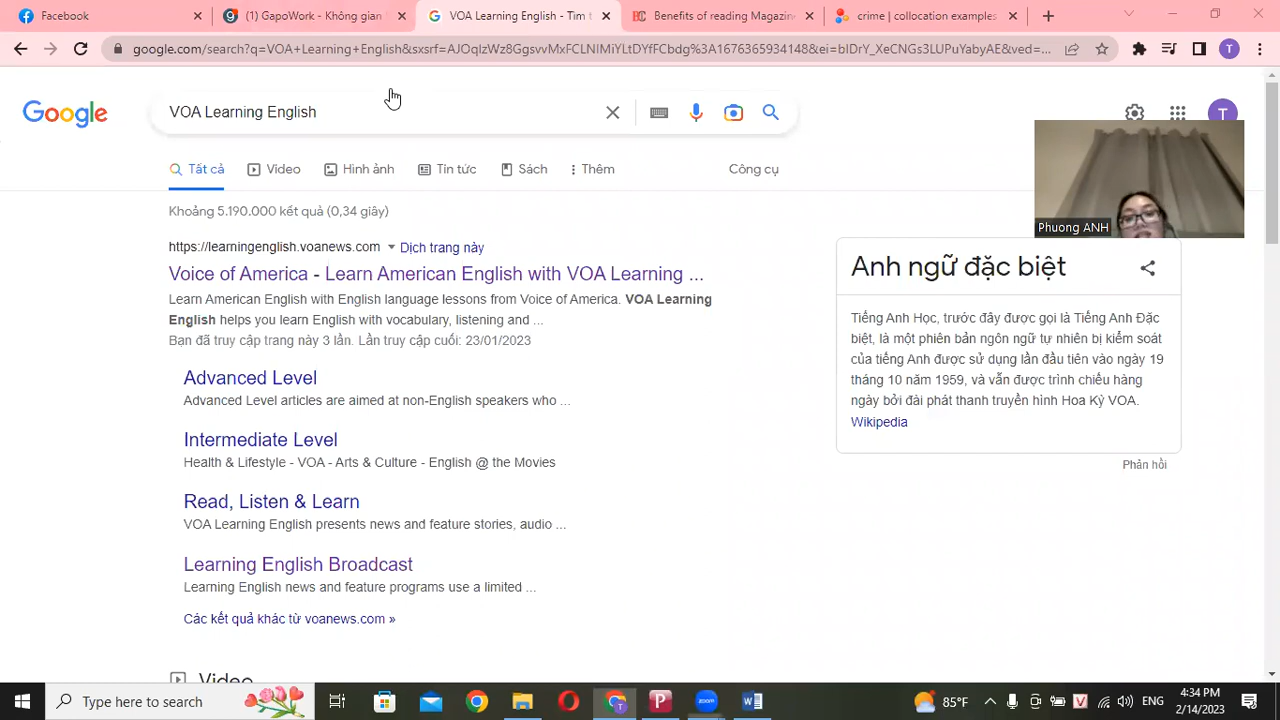 Facebook
(1) GapoWork - Không gian
VOA Learning English - Tìm t
Benefits of reading Magazin
crime | collocation examples
google.com/search?q=VOA+Learning+English&sxsrf=AJOqlzWz8GgsvvMxFCLNIMiYLtDYfFCbdg%3A1676365934148&ei=blDrY_XeCNGs3LUPuYabyAE&ved=...
T
Google
VOA Learning English
T
Tất cả
Video
Hình ảnh
Tin tức
Sách
Thêm
Công cụ
Khoảng 5.190.000 kết quả (0,34 giây)
https://learningenglish.voanews.com
Dịch trang này
Voice of America - Learn American English with VOA Learning ...
Learn American English with English language lessons from Voice of America. VOA Learning
English helps you learn English with vocabulary, listening and ...
Bạn đã truy cập trang này 3 lần. Lần truy cập cuối: 23/01/2023
Advanced Level
Advanced Level articles are aimed at non-English speakers who ...
Intermediate Level
Health & Lifestyle - VOA - Arts & Culture - English @ the Movies
Read, Listen & Learn
VOA Learning English presents news and feature stories, audio ...
Learning English Broadcast
Learning English news and feature programs use a limited ...
Các kết quả khác từ voanews.com »
Video
Phuong ANH
Anh ngữ đặc biệt
Tiếng Anh Học, trước đây được gọi là Tiếng Anh Đặc
biệt, là một phiên bản ngôn ngữ tự nhiên bị kiểm soát
của tiếng Anh được sử dụng lần đầu tiên vào ngày 19
tháng 10 năm 1959, và vẫn được trình chiếu hàng
ngày bởi đài phát thanh truyền hình Hoa Kỳ VOA.
Wikipedia
Phản hồi
Type here to search
zoom
85°F
V
ENG
4:34 PM
2/14/2023